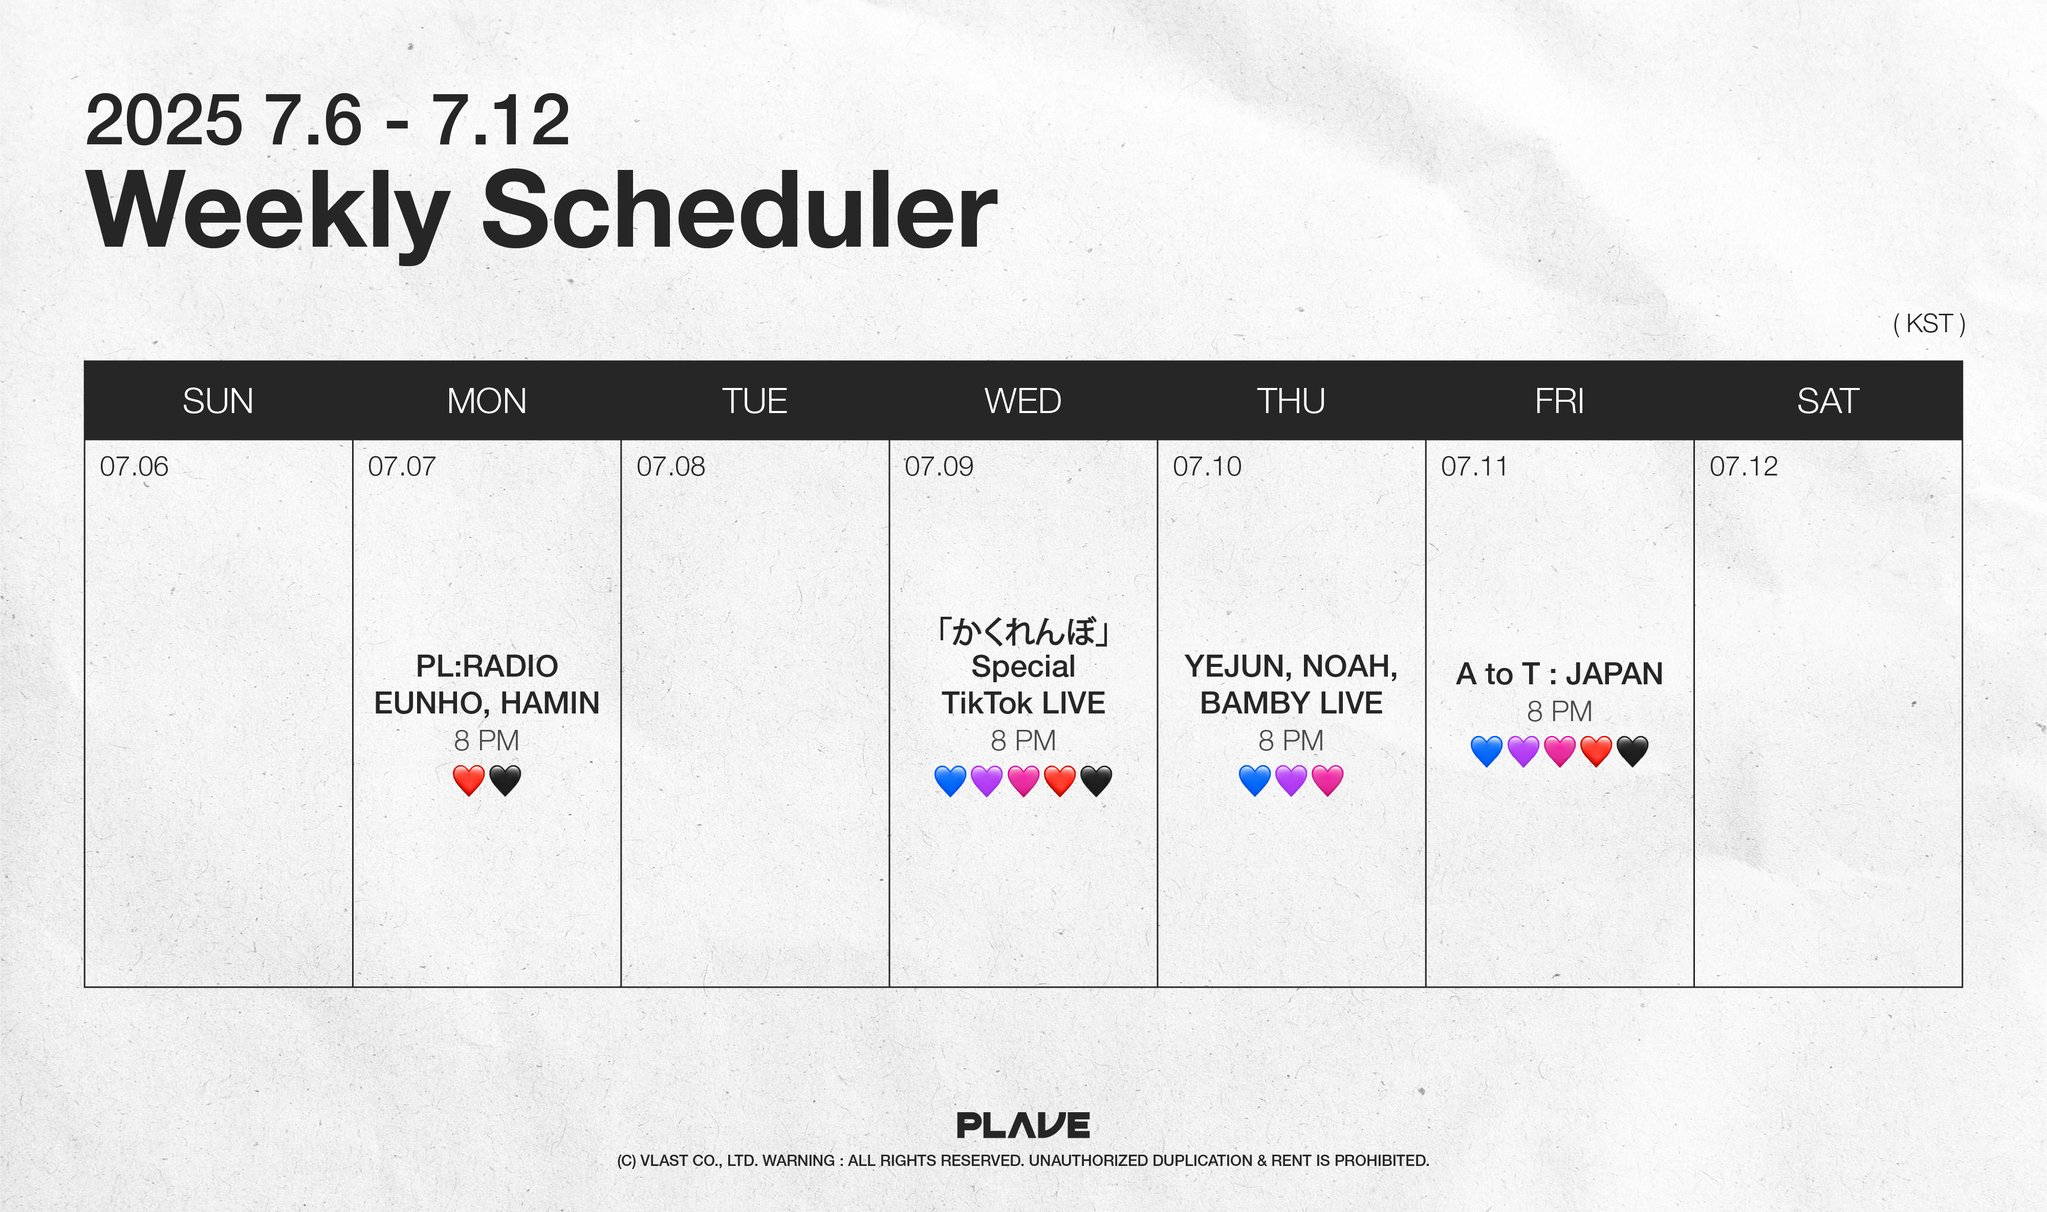 2025 7.6 - 7.12
Weekly Scheduler
( KST )
SUN
MON
TUE
WED
THU
FRI
SAT
07.06
07.07
PL:RADIO
EUNHO, HAMIN
8 PM
❤️🖤
07.08
07.09
「かくれんぼ」
Special
TikTok LIVE
8 PM
💙💜🩷❤️🖤
07.10
YEJUN, NOAH,
BAMBY LIVE
8 PM
💙💜🩷
07.11
A to T : JAPAN
8 PM
💙💜🩷❤️🖤
07.12
PLAVE
(C) VLAST CO., LTD. WARNING : ALL RIGHTS RESERVED. UNAUTHORIZED DUPLICATION & RENT IS PROHIBITED.